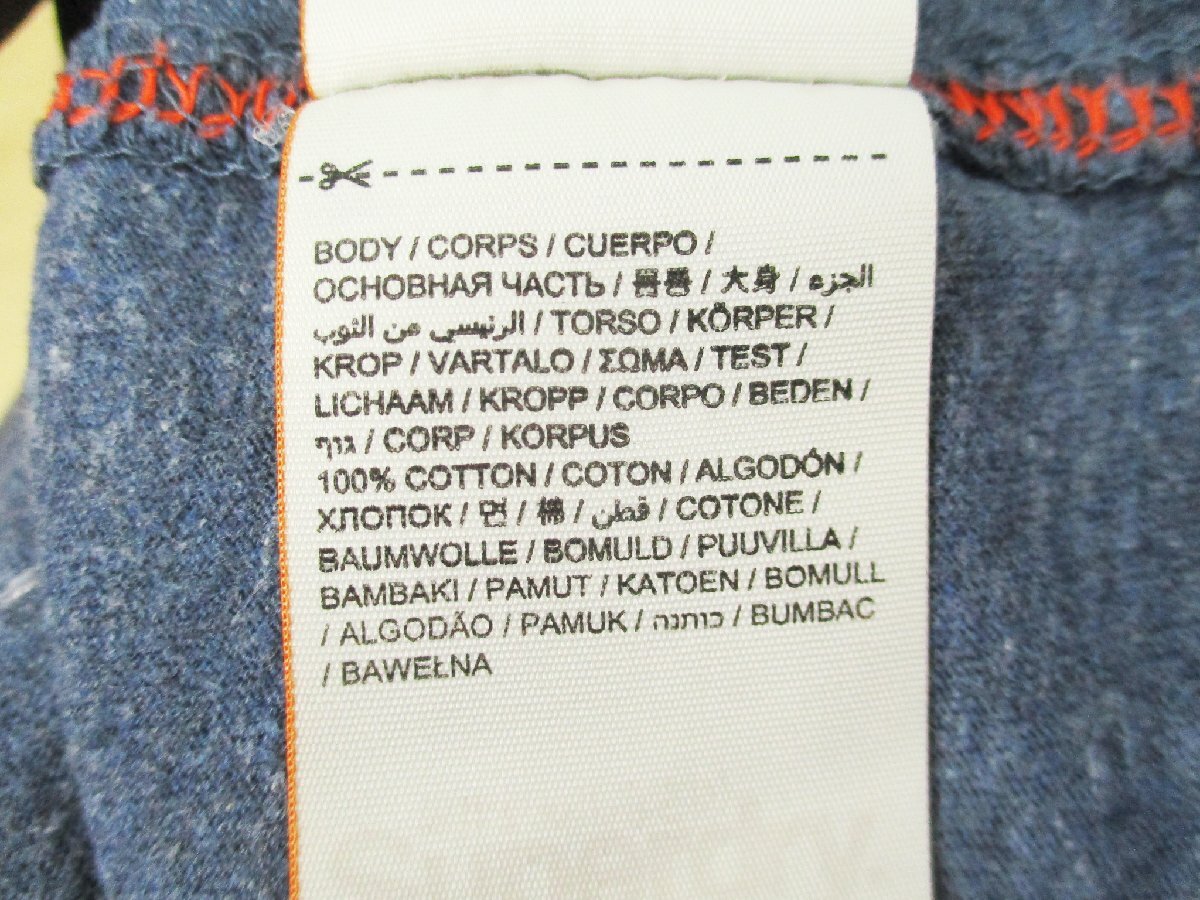 BODY / CORPS / CUERPO /
ОСНОВНАЯ ЧАСТЬ / 몸통 / 大身 / الجزء
الرئيسي من الثوب / TORSO / KÖRPER /
KROP / VARTALO / ΣΩΜΑ / TEST /
LICHAAM / KROPP / CORPO / BEDEN /
גוף / CORP / KORPUS
100% COTTON / COTON / ALGODÓN /
ХЛОПОК / 면 / 棉 / قطن / COTONE /
BAUMWOLLE / BOMULD / PUUVILLA /
BAMBAKI / PAMUT / KATOEN / BOMULL
/ ALGODÃO / PAMUK / כותנה / BUMBAC
/ BAWEŁNA